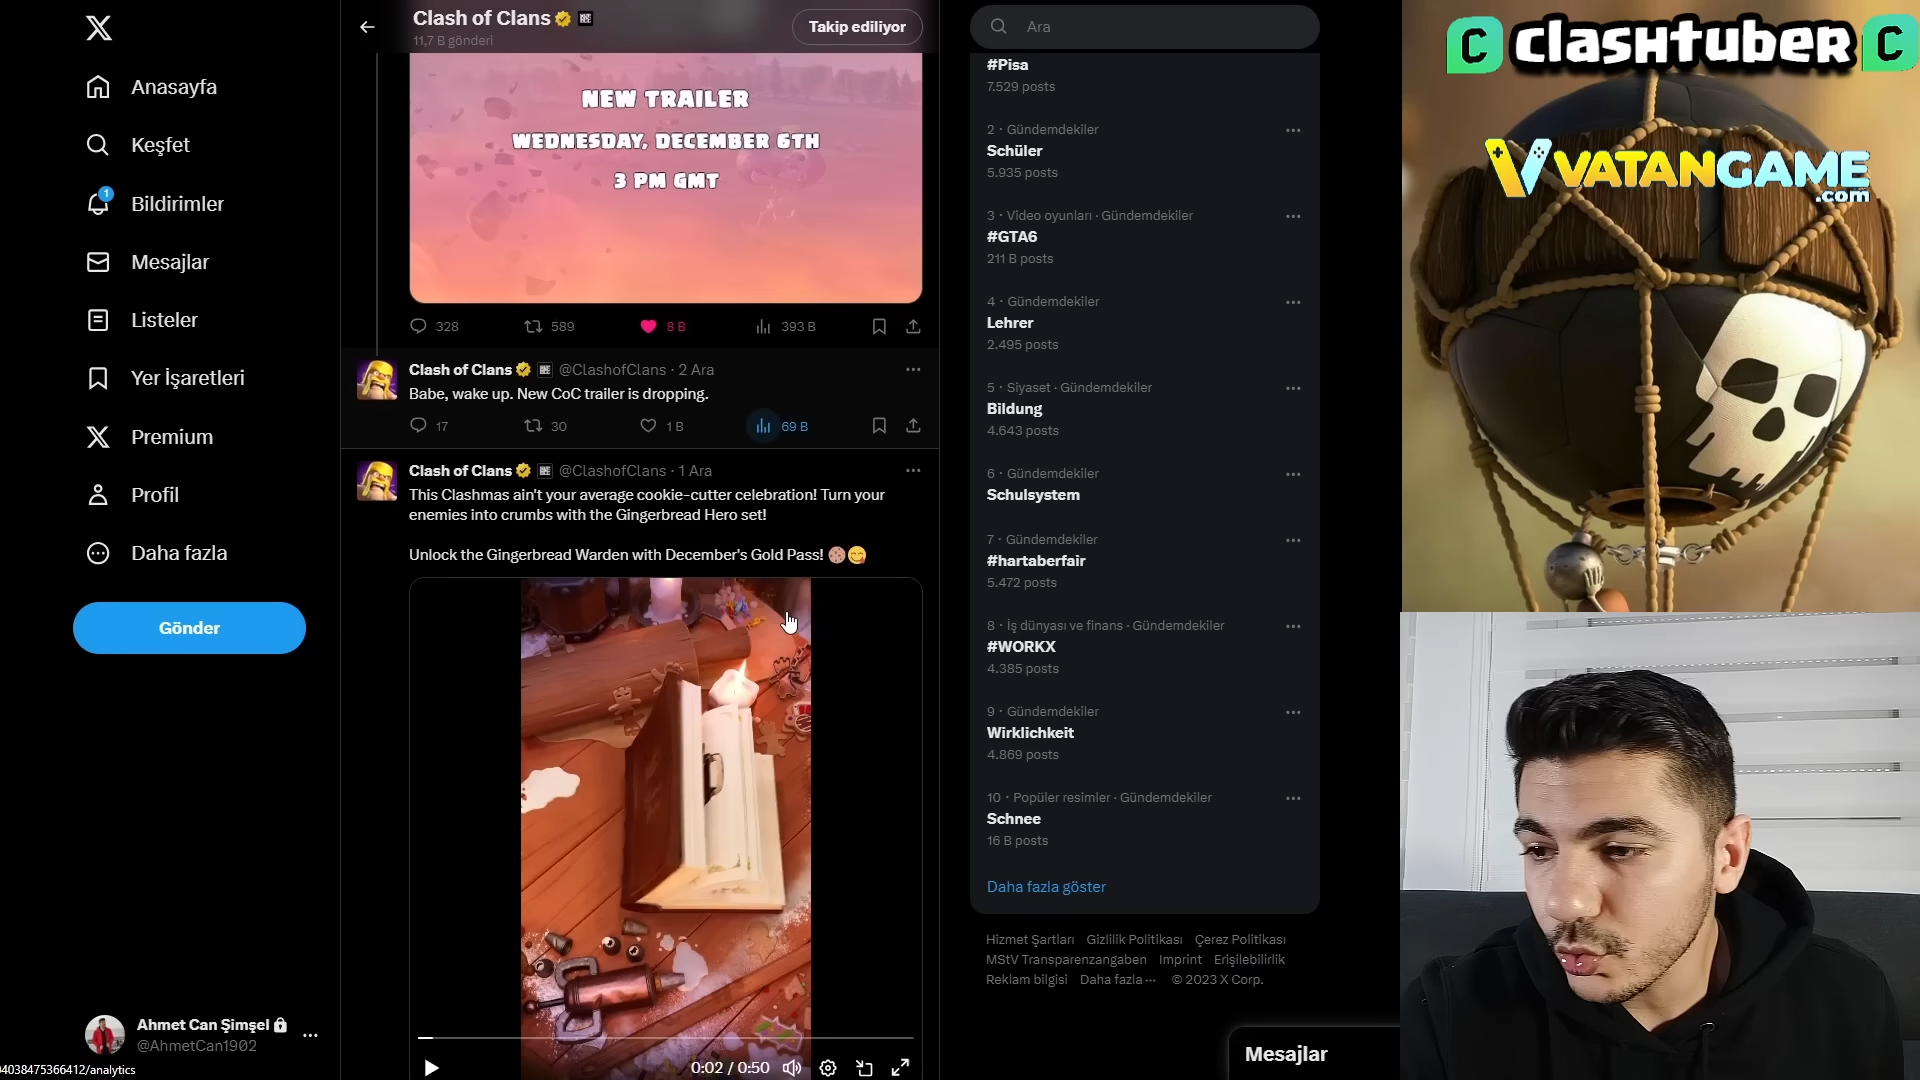 Anasayfa
Keşfet
1
Bildirimler
Mesajlar
Listeler
Yer İşaretleri
Premium
Profil
Daha fazla
Gönder
Ahmet Can Şimşel
@AhmetCan1902
04038475366412/analytics
Clash of Clans
11,7 B gönderi
Takip ediliyor
NEW TRAILER
WEDNESDAY, DECEMBER 6TH
3 PM GMT
328 589 8 B 393 B
Clash of Clans @ClashofClans · 2 Ara
Babe, wake up. New CoC trailer is dropping.
17 30 1 B 69 B
Clash of Clans @ClashofClans · 1 Ara
This Clashmas ain't your average cookie-cutter celebration! Turn your
enemies into crumbs with the Gingerbread Hero set!
Unlock the Gingerbread Warden with December's Gold Pass!
0:02 / 0:50
Ara
#Pisa
7.529 posts
2 · Gündemdekiler
Schüler
5.935 posts
3 · Video oyunları · Gündemdekiler
#GTA6
211 B posts
4 · Gündemdekiler
Lehrer
2.495 posts
5 · Siyaset · Gündemdekiler
Bildung
4.643 posts
6 · Gündemdekiler
Schulsystem
7 · Gündemdekiler
#hartaberfair
5.472 posts
8 · İş dünyası ve finans · Gündemdekiler
#WORKX
4.385 posts
9 · Gündemdekiler
Wirklichkeit
4.869 posts
10 · Popüler resimler · Gündemdekiler
Schnee
16 B posts
Daha fazla göster
Hizmet Şartları Gizlilik Politikası Çerez Politikası
MStV Transparenzangaben Imprint Erişilebilirlik
Reklam bilgisi Daha fazla ··· © 2023 X Corp.
Mesajlar
C clashtuber C
VATANGAME
.com